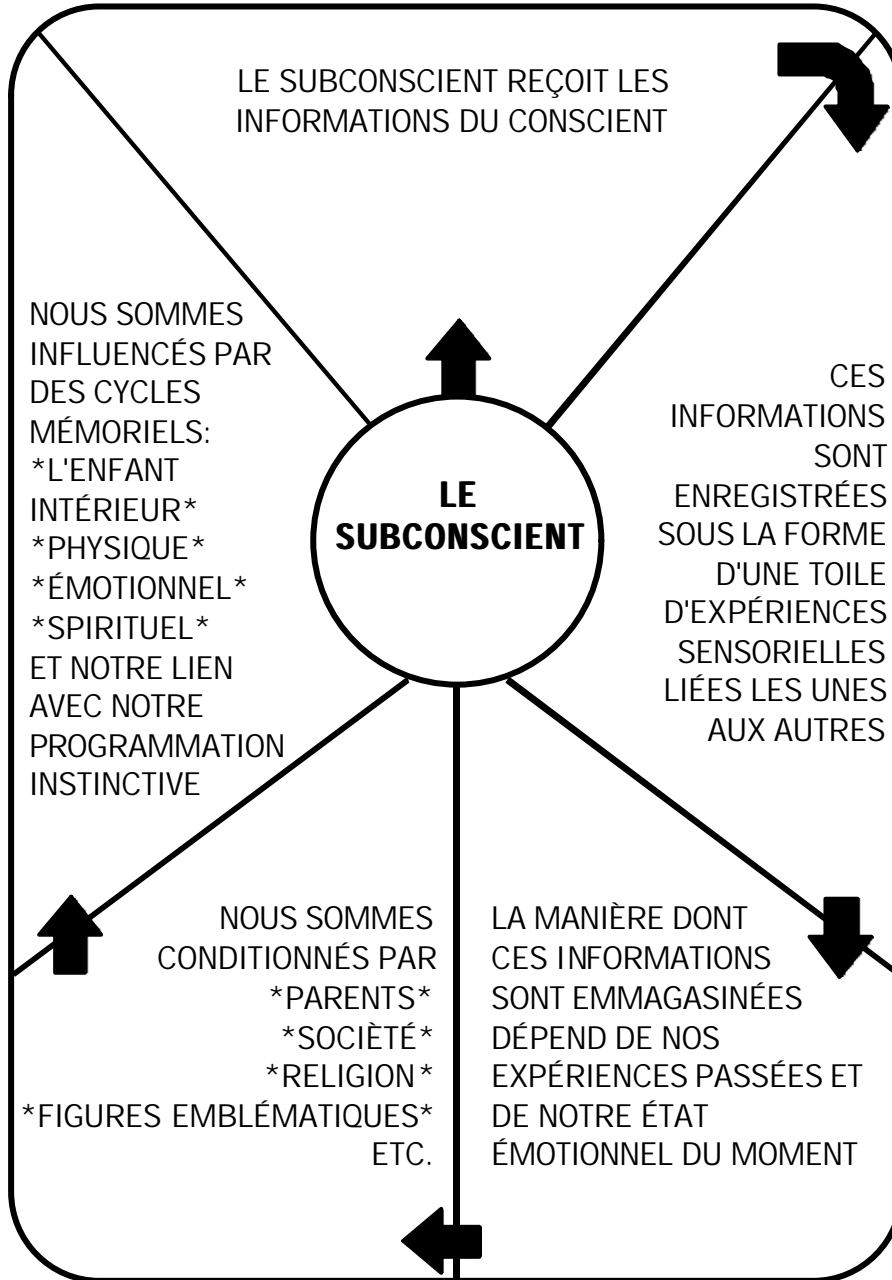 LE SUBCONSCIENT REÇOIT LES
INFORMATIONS DU CONSCIENT
LE
SUBCONSCIENT
CES
INFORMATIONS
SONT
ENREGISTRÉES
SOUS LA FORME
D'UNE TOILE
D'EXPÉRIENCES
SENSORIELLES
LIÉES LES UNES
AUX AUTRES
LA MANIÈRE DONT
CES INFORMATIONS
SONT EMMAGASINÉES
DÉPEND DE NOS
EXPÉRIENCES PASSÉES ET
DE NOTRE ÉTAT
ÉMOTIONNEL DU MOMENT
NOUS SOMMES
CONDITIONNÉS PAR
*PARENTS*
*SOCIÈTÉ*
*RELIGION*
*FIGURES EMBLÉMATIQUES*
ETC.
NOUS SOMMES
INFLUENCÉS PAR
DES CYCLES
MÉMORIELS:
*L'ENFANT
INTÉRIEUR*
*PHYSIQUE*
*ÉMOTIONNEL*
*SPIRITUEL*
ET NOTRE LIEN
AVEC NOTRE
PROGRAMMATION
INSTINCTIVE